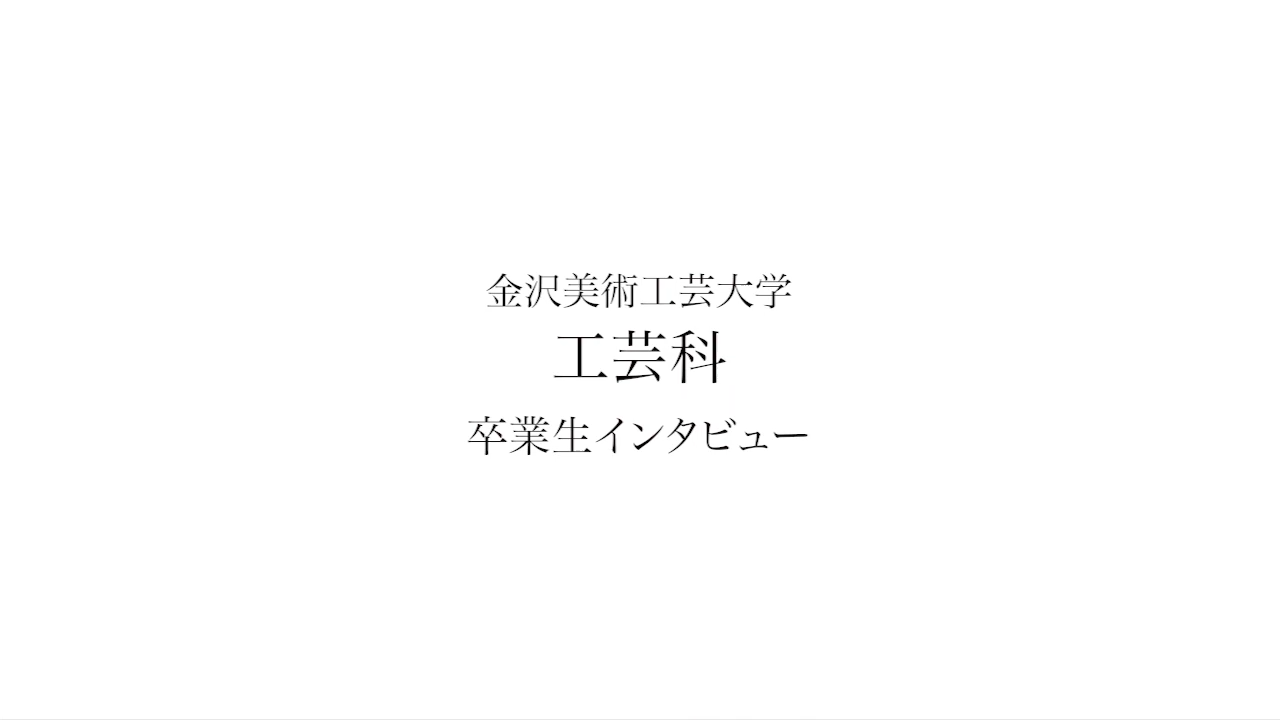 金沢美術工芸大学
工芸科
卒業生インタビュー